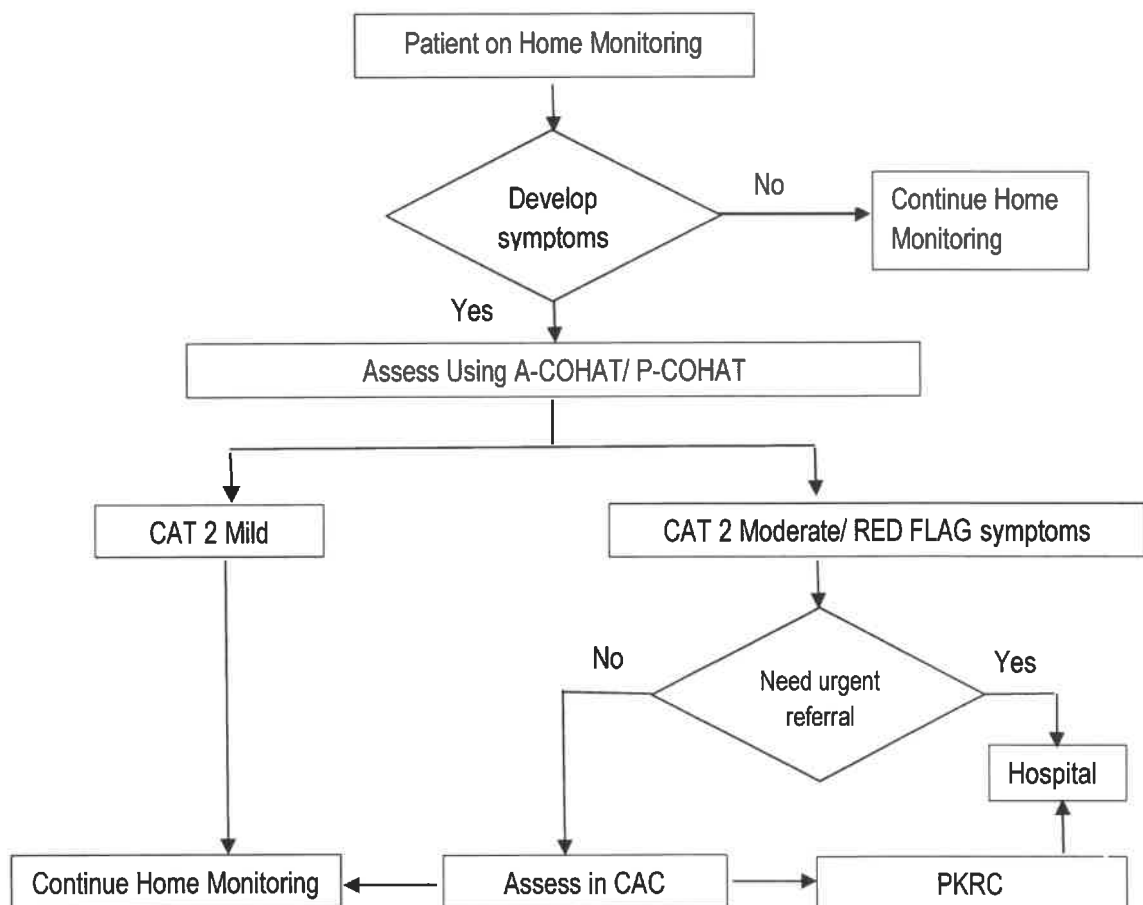 Patient on Home Monitoring
Develop
symptoms
No
Continue Home
Monitoring
Yes
Assess Using A-COHAT/ P-COHAT
CAT 2 Mild
CAT 2 Moderate/ RED FLAG symptoms
No
Need urgent
referral
Yes
Hospital
Continue Home Monitoring
Assess in CAC
PKRC